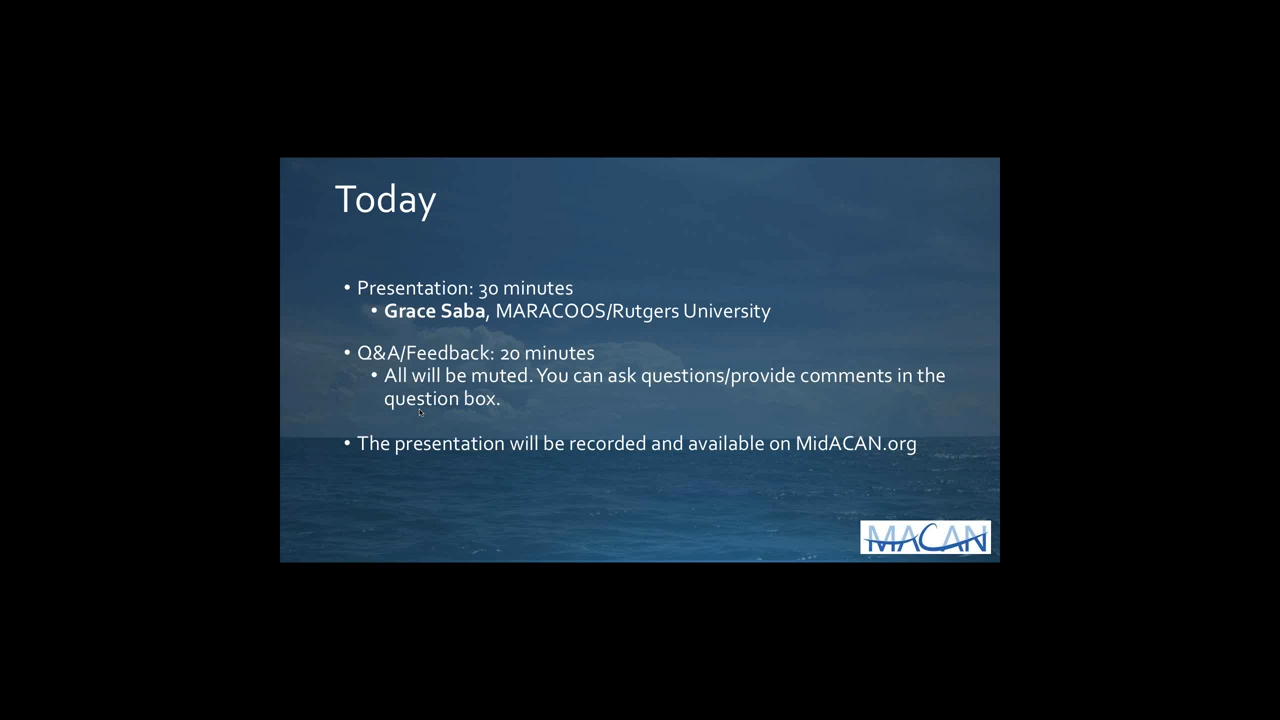 Today
• Presentation: 30 minutes
• Grace Saba, MARACOOS/Rutgers University
• Q&A/Feedback: 20 minutes
• All will be muted. You can ask questions/provide comments in the
question box.
• The presentation will be recorded and available on MidACAN.org
MACAN